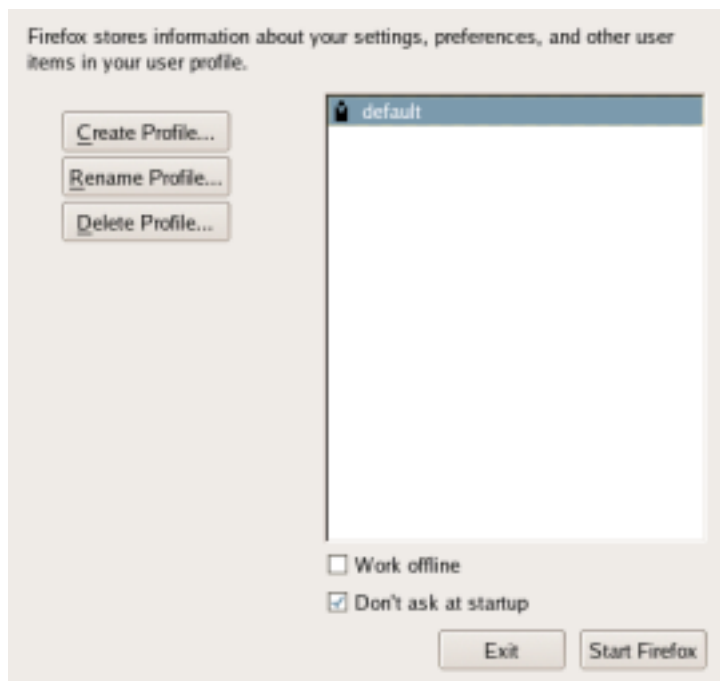 Firefox stores information about your settings, preferences, and other user
items in your user profile.
Create Profile...
Rename Profile...
Delete Profile...
default
Work offline
Don't ask at startup
Exit
Start Firefox